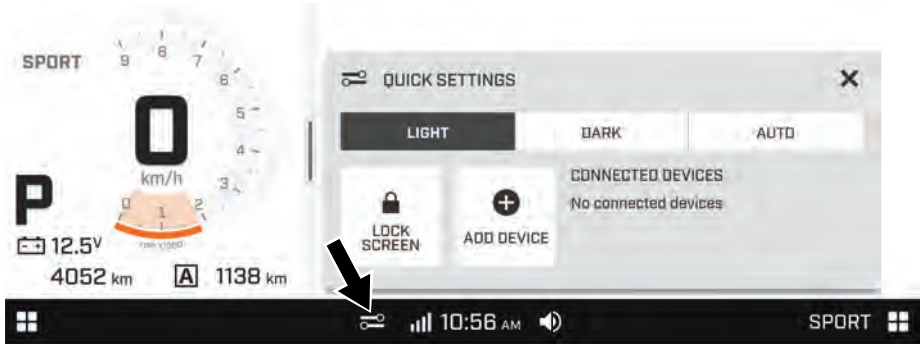 SPORT
9 8 7 6 5 4 3 2 1 0
0
km/h
P
12.5V
4052 km A 1138 km
QUICK SETTINGS
LIGHT DARK AUTO
LOCK
SCREEN
ADD DEVICE
CONNECTED DEVICES
No connected devices
10:56 AM SPORT